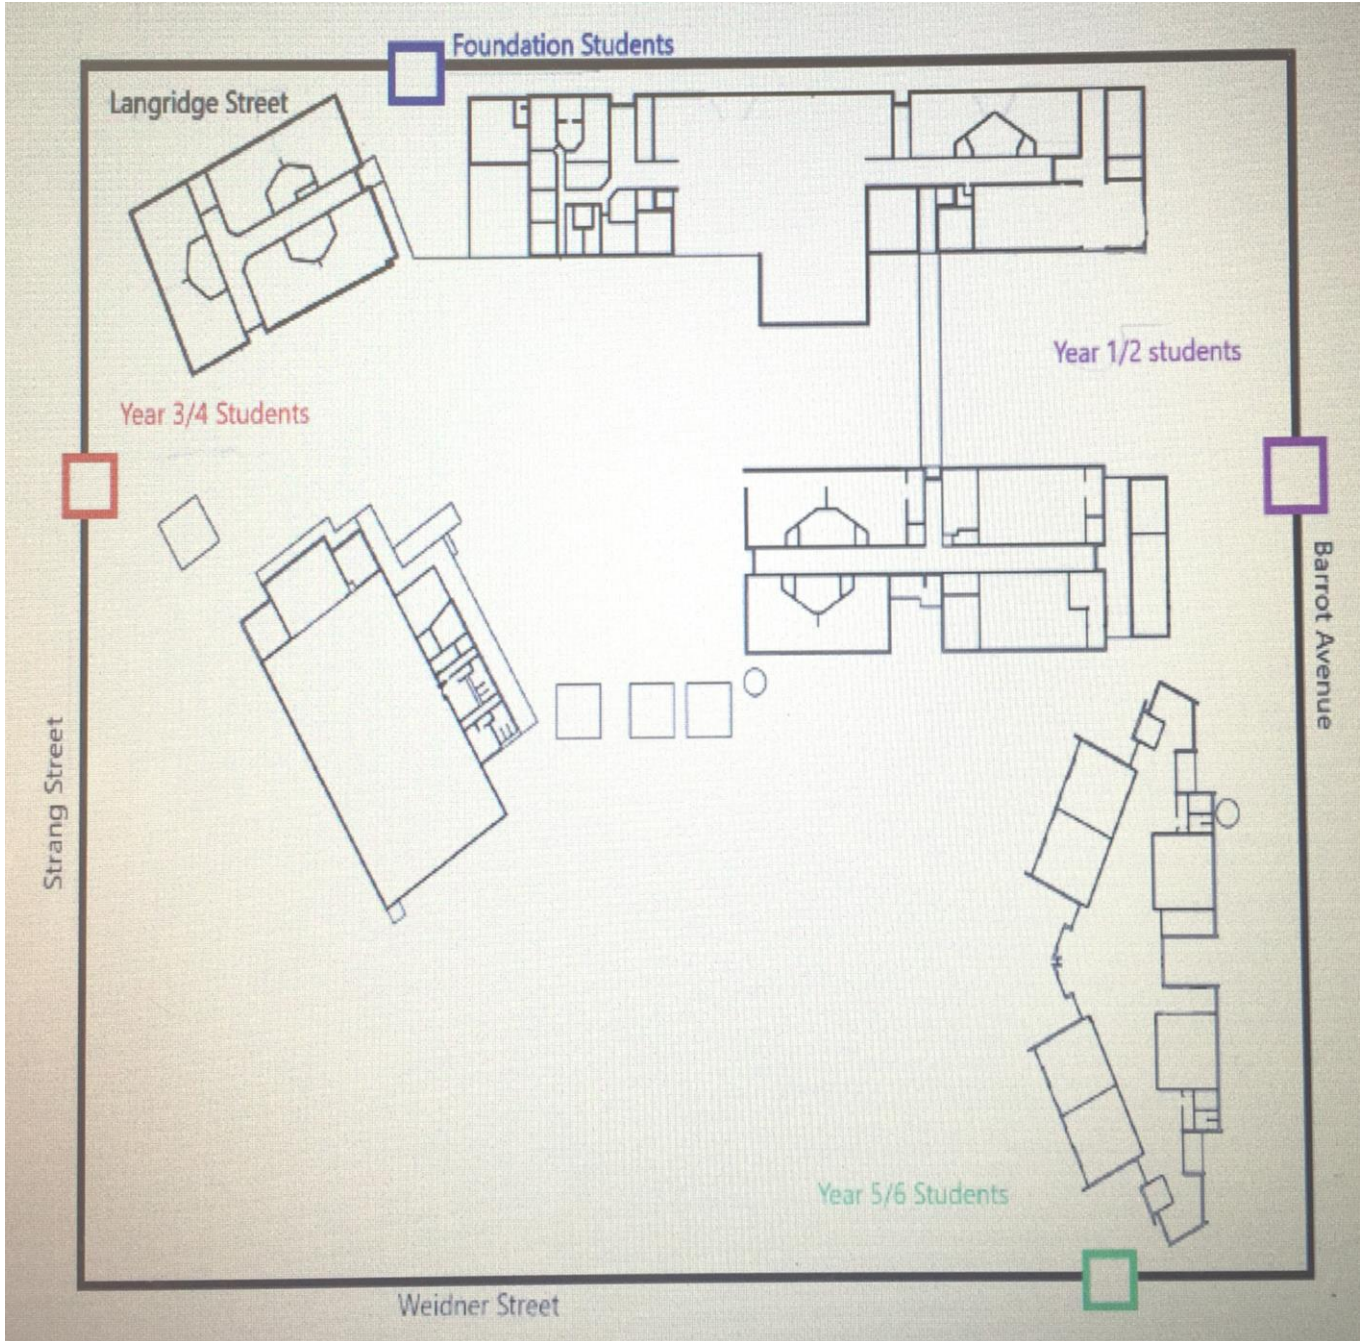 Foundation Students
Langridge Street
Year 1/2 students
Year 3/4 Students
Barrot Avenue
Strang Street
Year 5/6 Students
Weidner Street